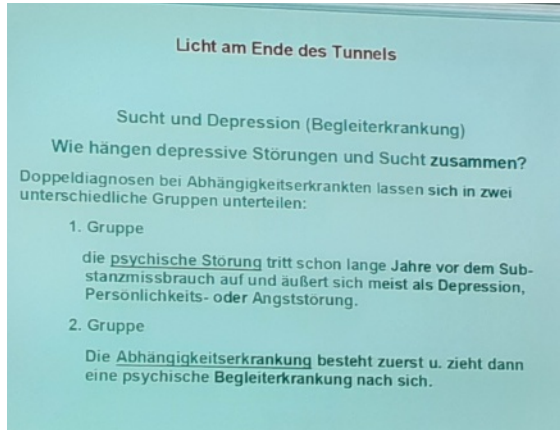 Licht am Ende des Tunnels
Sucht und Depression (Begleiterkrankung)
Wie hängen depressive Störungen und Sucht zusammen?
Doppeldiagnosen bei Abhängigkeitserkrankten lassen sich in zwei
unterschiedliche Gruppen unterteilen:
1. Gruppe
die psychische Störung tritt schon lange Jahre vor dem Sub-
stanzmissbrauch auf und äußert sich meist als Depression,
Persönlichkeits- oder Angststörung.
2. Gruppe
Die Abhängigkeitserkrankung besteht zuerst u. zieht dann
eine psychische Begleiterkrankung nach sich.